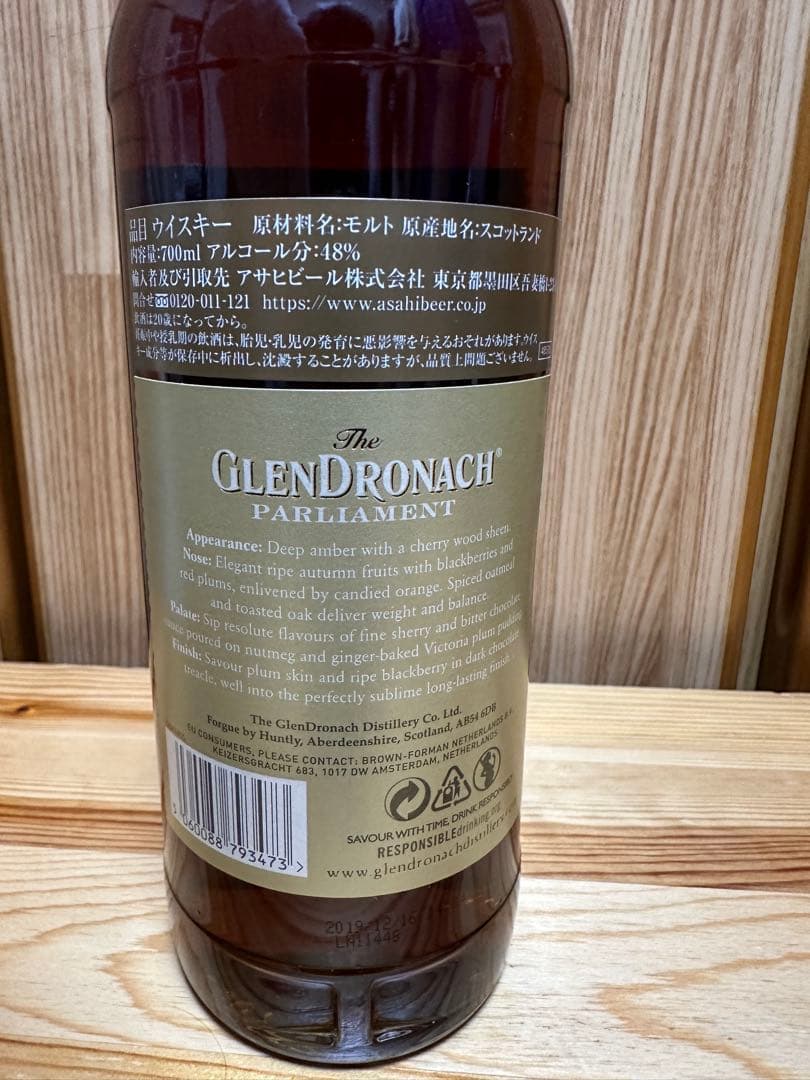 品目 ウイスキー 原材料名:モルト 原産地名:スコットランド
内容量:700ml アルコール分:48%
輸入者及び引取先 アサヒビール株式会社 東京都墨田区吾妻橋1-23
問合せ 0120-011-121 https://www.asahibeer.co.jp
飲酒は20歳になってから。
妊娠中や授乳期の飲酒は、胎児・乳児の発育に悪影響を与えるおそれがあります。ウイス
キー成分等が保存中に析出し、沈澱することがありますが、品質上問題ございません。
The
GLENDRONACH®
PARLIAMENT
Appearance: Deep amber with a cherry wood sheen.
Nose: Elegant ripe autumn fruits with blackberries and
red plums, enlivened by candied orange. Spiced oatmeal
and toasted oak deliver weight and balance.
Palate: Sip resolute flavours of fine sherry and bitter chocolate
sauce poured on nutmeg and ginger-baked Victoria plum pudding.
Finish: Savour plum skin and ripe blackberry in dark chocolate
treacle, well into the perfectly sublime long-lasting finish.
The GlenDronach Distillery Co. Ltd.
Forgue by Huntly, Aberdeenshire, Scotland, AB54 6DB
EU CONSUMERS, PLEASE CONTACT: BROWN-FORMAN NETHERLANDS B.V.
KEIZERSGRACHT 683, 1017 DW AMSTERDAM, NETHERLANDS.
5 060088 793473 >
SAVOUR WITH TIME, DRINK RESPONSIBLY
RESPONSIBLEdrinking.org
www.glendronachdistillery.co
2019.12.16
LM11445